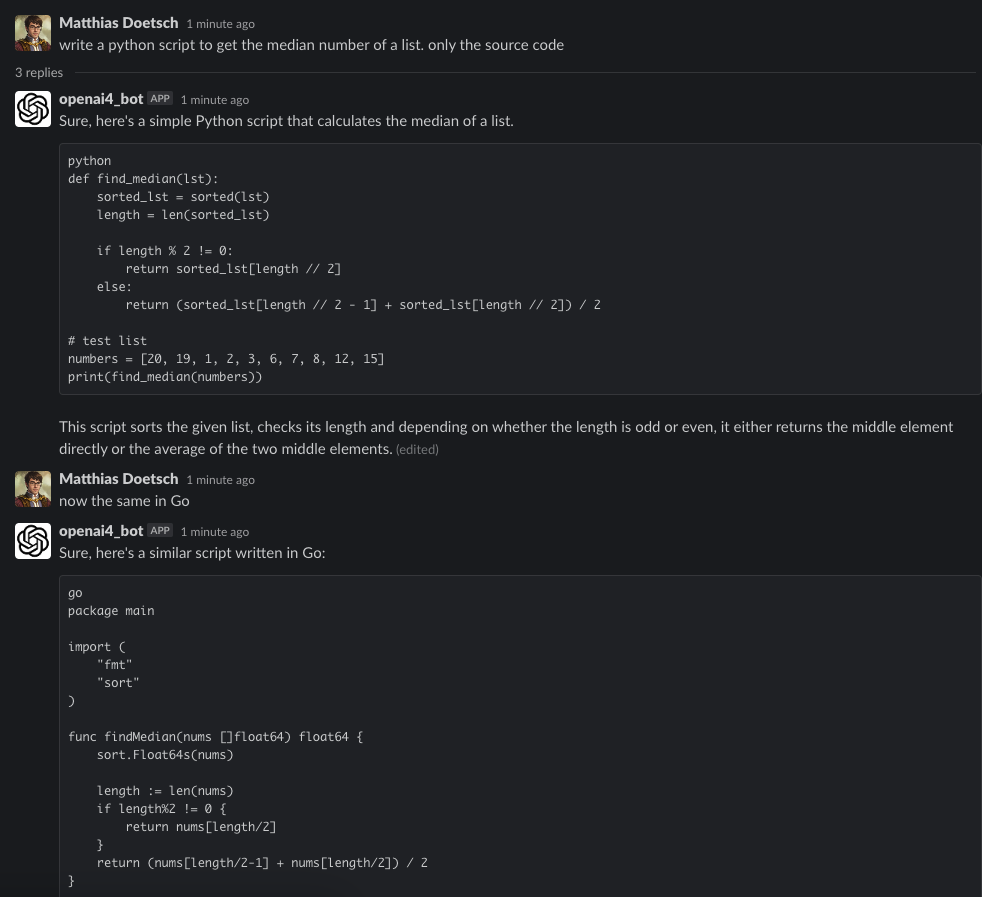 Matthias Doetsch 1 minute ago
write a python script to get the median number of a list. only the source code
3 replies
openai4_bot APP 1 minute ago
Sure, here's a simple Python script that calculates the median of a list.
python
def find_median(lst):
    sorted_lst = sorted(lst)
    length = len(sorted_lst)

    if length % 2 != 0:
        return sorted_lst[length // 2]
    else:
        return (sorted_lst[length // 2 - 1] + sorted_lst[length // 2]) / 2

# test list
numbers = [20, 19, 1, 2, 3, 6, 7, 8, 12, 15]
print(find_median(numbers))
This script sorts the given list, checks its length and depending on whether the length is odd or even, it either returns the middle element
directly or the average of the two middle elements. (edited)
Matthias Doetsch 1 minute ago
now the same in Go
openai4_bot APP 1 minute ago
Sure, here's a similar script written in Go:
go
package main

import (
    "fmt"
    "sort"
)

func findMedian(nums []float64) float64 {
    sort.Float64s(nums)

    length := len(nums)
    if length%2 != 0 {
        return nums[length/2]
    }
    return (nums[length/2-1] + nums[length/2]) / 2
}